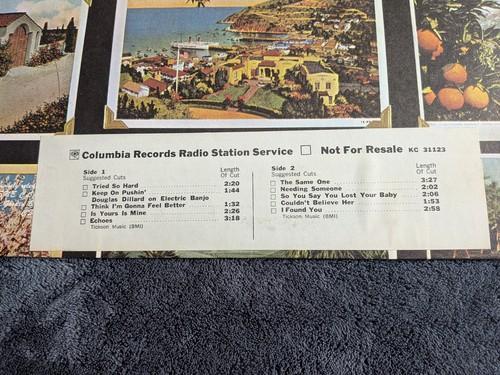 Columbia Records Radio Station Service □ Not For Resale KC 31123
Side 1
Suggested Cuts
Length
Of Cut
□ Tried So Hard 2:20
□ Keep On Pushin' 1:44
Douglas Dillard on Electric Banjo
□ Think I'm Gonna Feel Better 1:32
□ Is Yours Is Mine 2:26
□ Echoes 3:18
Tickson Music (BMI)
Side 2
Suggested Cuts
Length
Of Cut
□ The Same One 3:27
□ Needing Someone 2:02
□ So You Say You Lost Your Baby 2:06
□ Couldn't Believe Her 1:53
□ I Found You 2:58
Tickson Music (BMI)